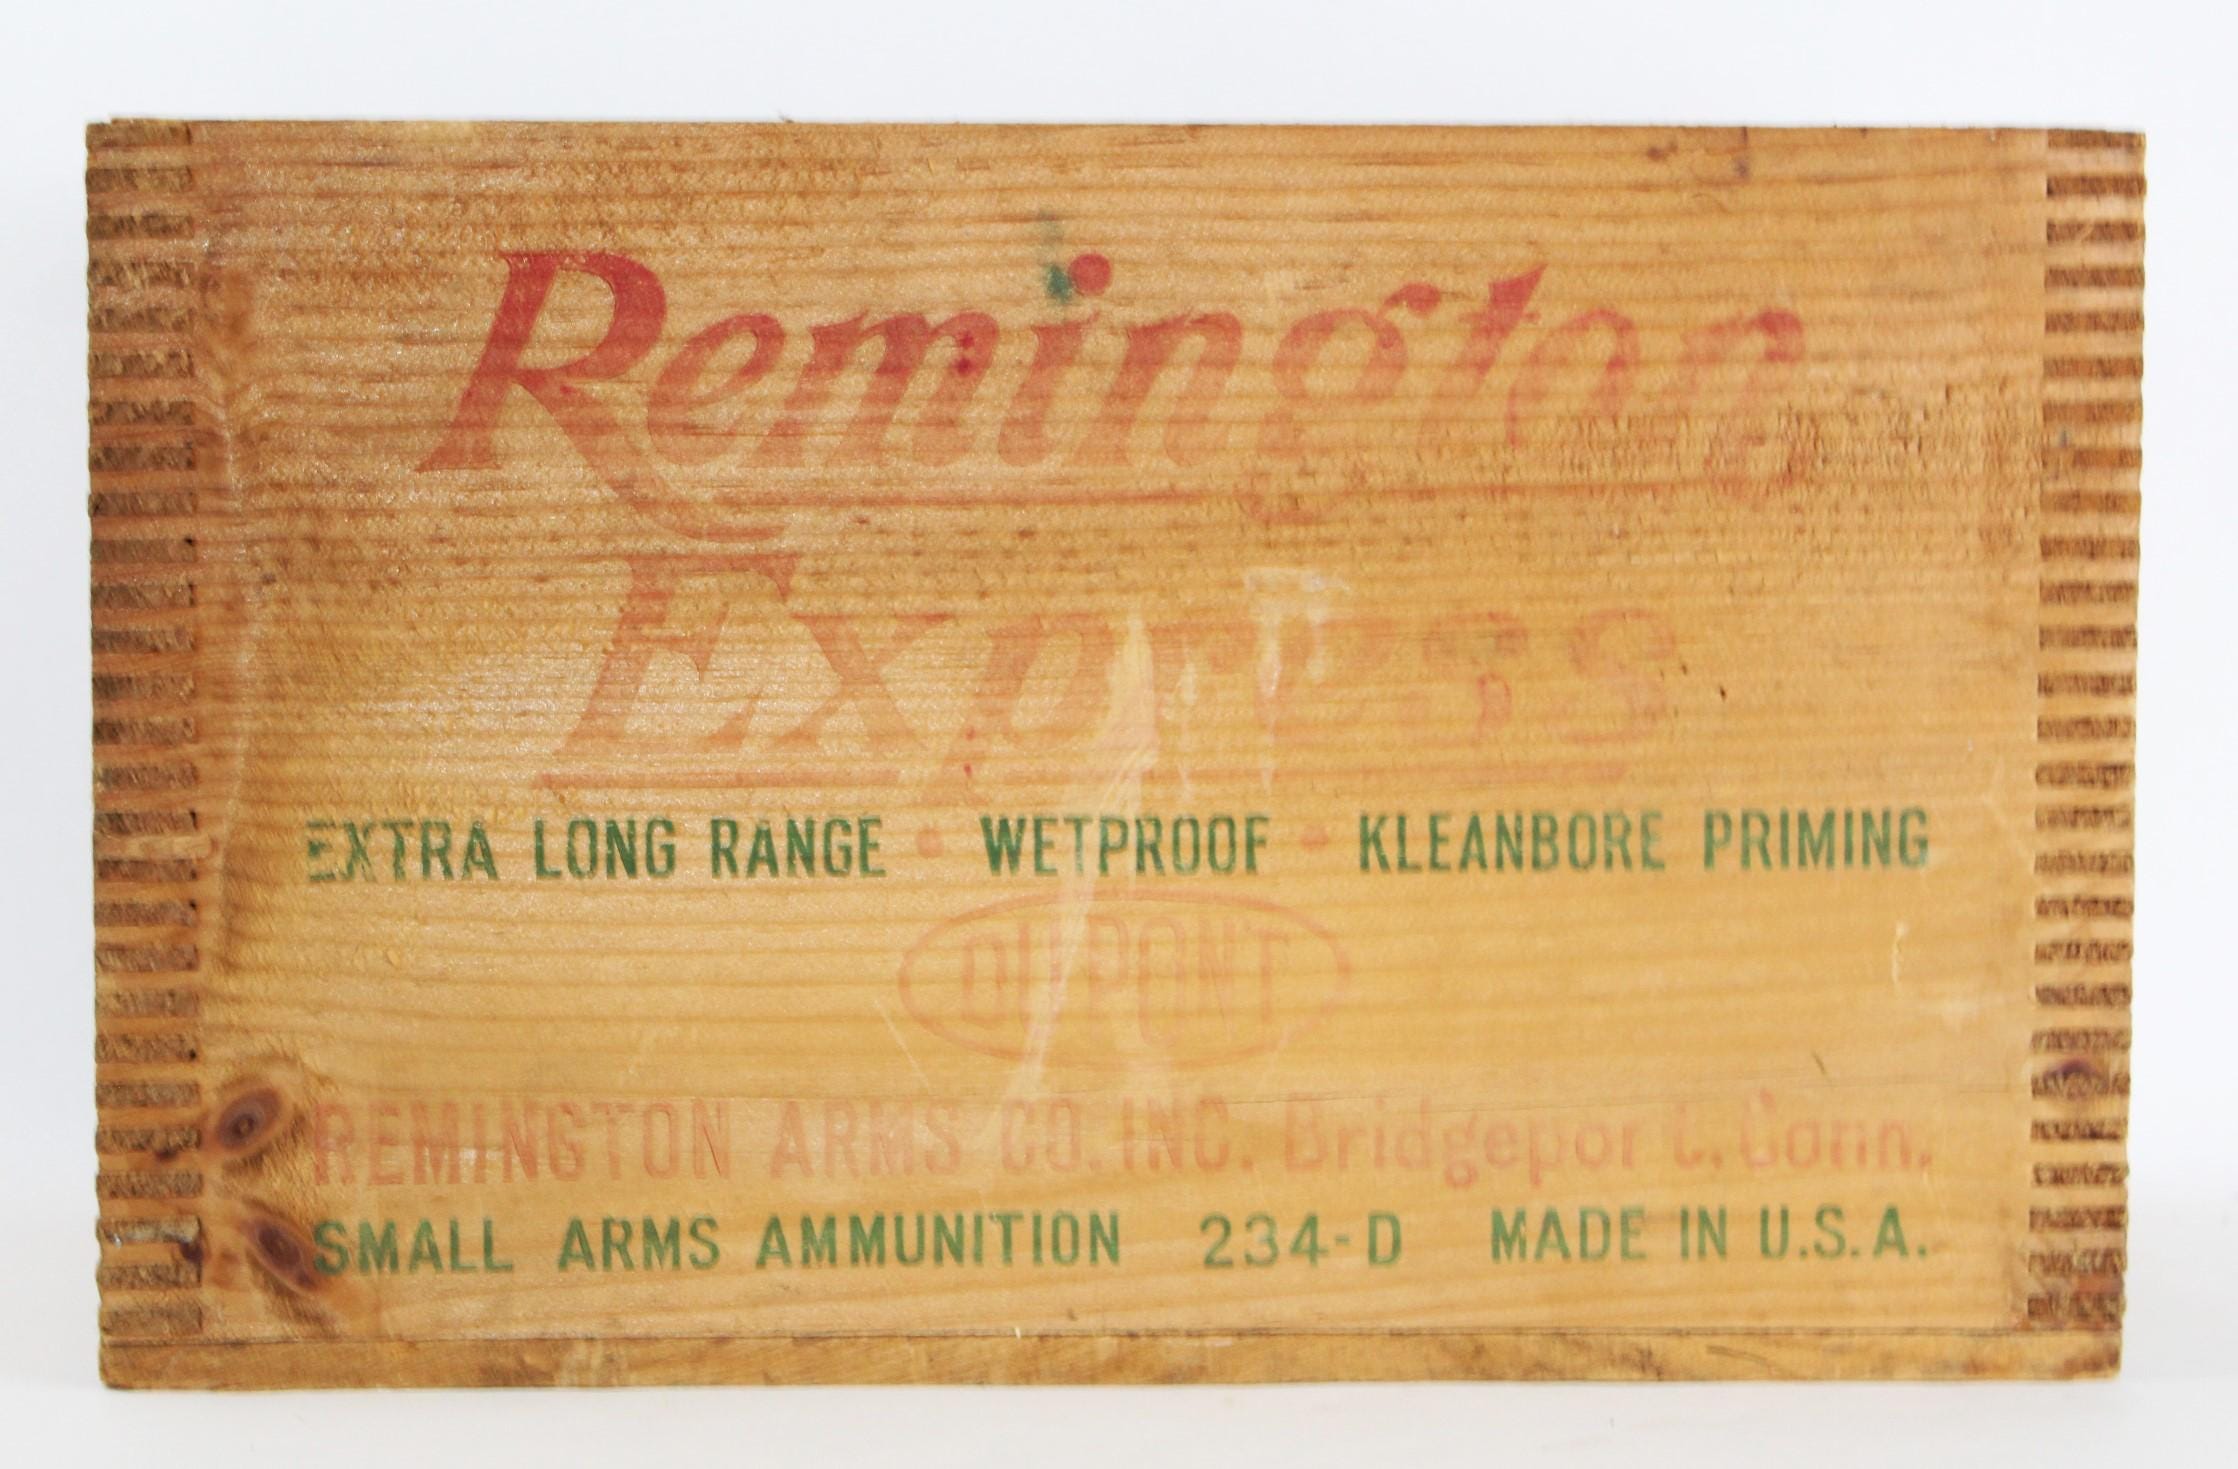 Remington
Express
EXTRA LONG RANGE • WETPROOF • KLEANBORE PRIMING
DUPONT
REMINGTON ARMS CO. INC. Bridgeport, Conn.
SMALL ARMS AMMUNITION 234-D MADE IN U.S.A.